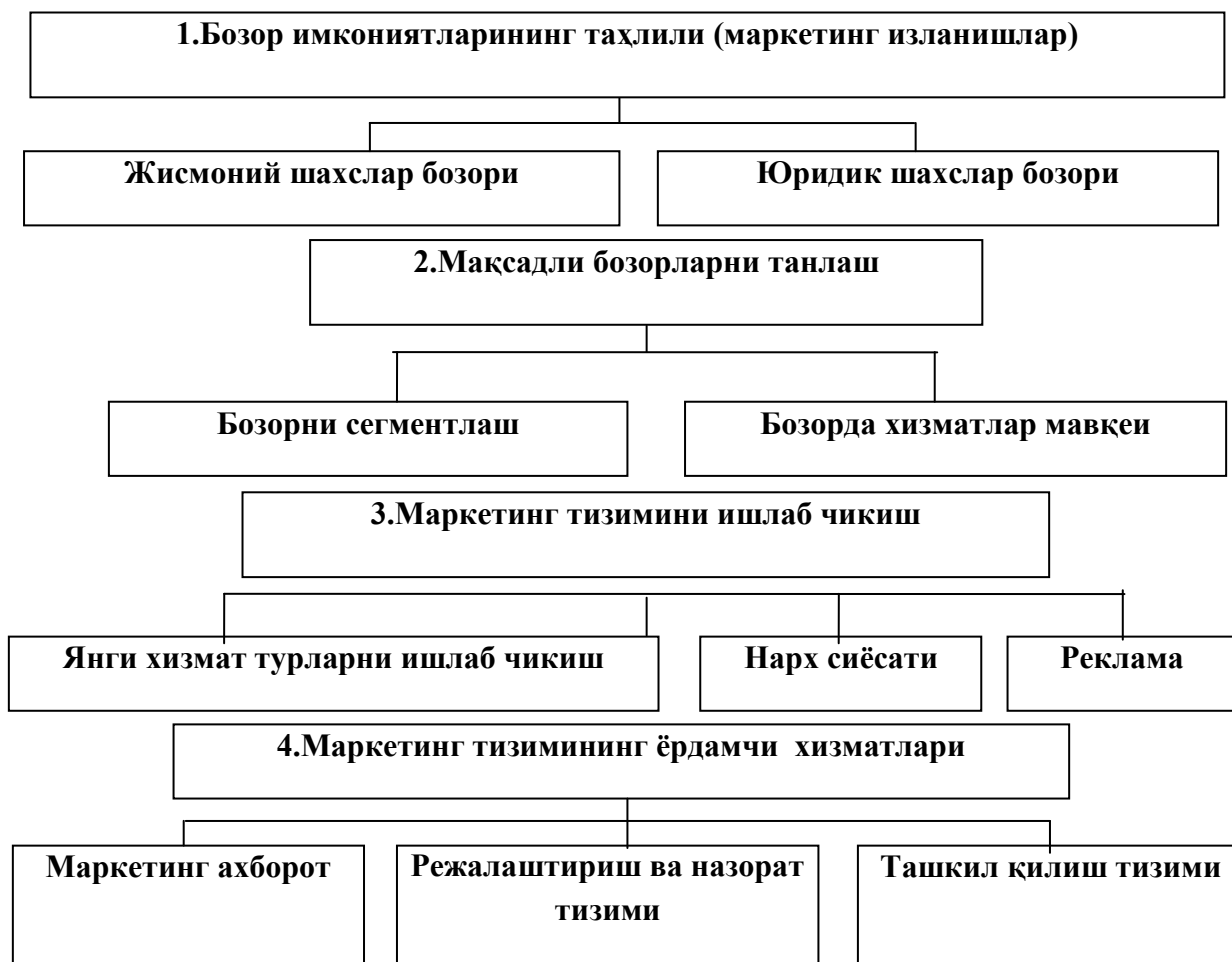 1.Бозор имкониятларининг таҳлили (маркетинг изланишлар)
Жисмоний шахслар бозори
Юридик шахслар бозори
2.Мақсадли бозорларни танлаш
Бозорни сегментлаш
Бозорда хизматлар мавқеи
3.Маркетинг тизимини ишлаб чикиш
Янги хизмат турларни ишлаб чикиш
Нарх сиёсати
Реклама
4.Маркетинг тизимининг ёрдамчи хизматлари
Маркетинг ахборот
Режалаштириш ва назорат
тизими
Ташкил қилиш тизими